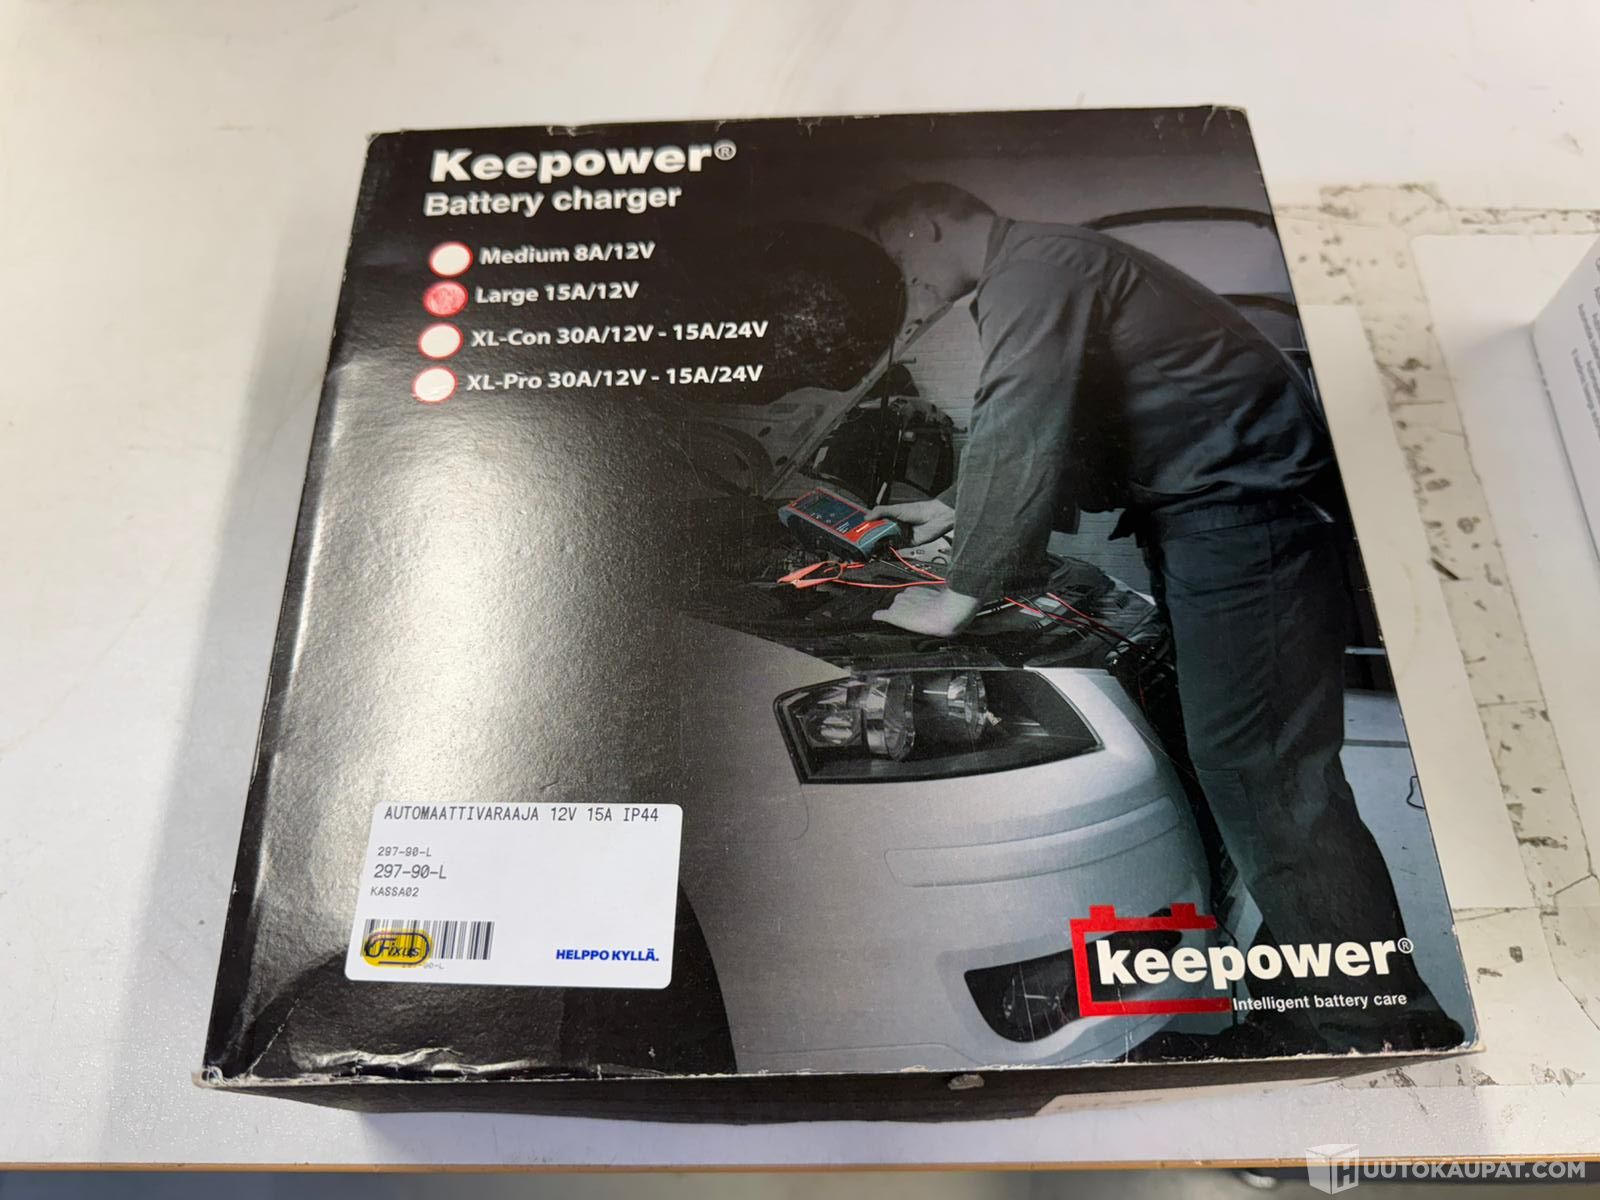 Keepower®
Battery charger
Medium 8A/12V
Large 15A/12V
XL-Con 30A/12V - 15A/24V
XL-Pro 30A/12V - 15A/24V
AUTOMAATTIVARAAJA 12V 15A IP44
297-90-L
297-90-L
KASSA02
Fixus
HELPPO KYLLÄ.
297-90-L
keepower®
Intelligent battery care
HUUTOKAUPAT.COM